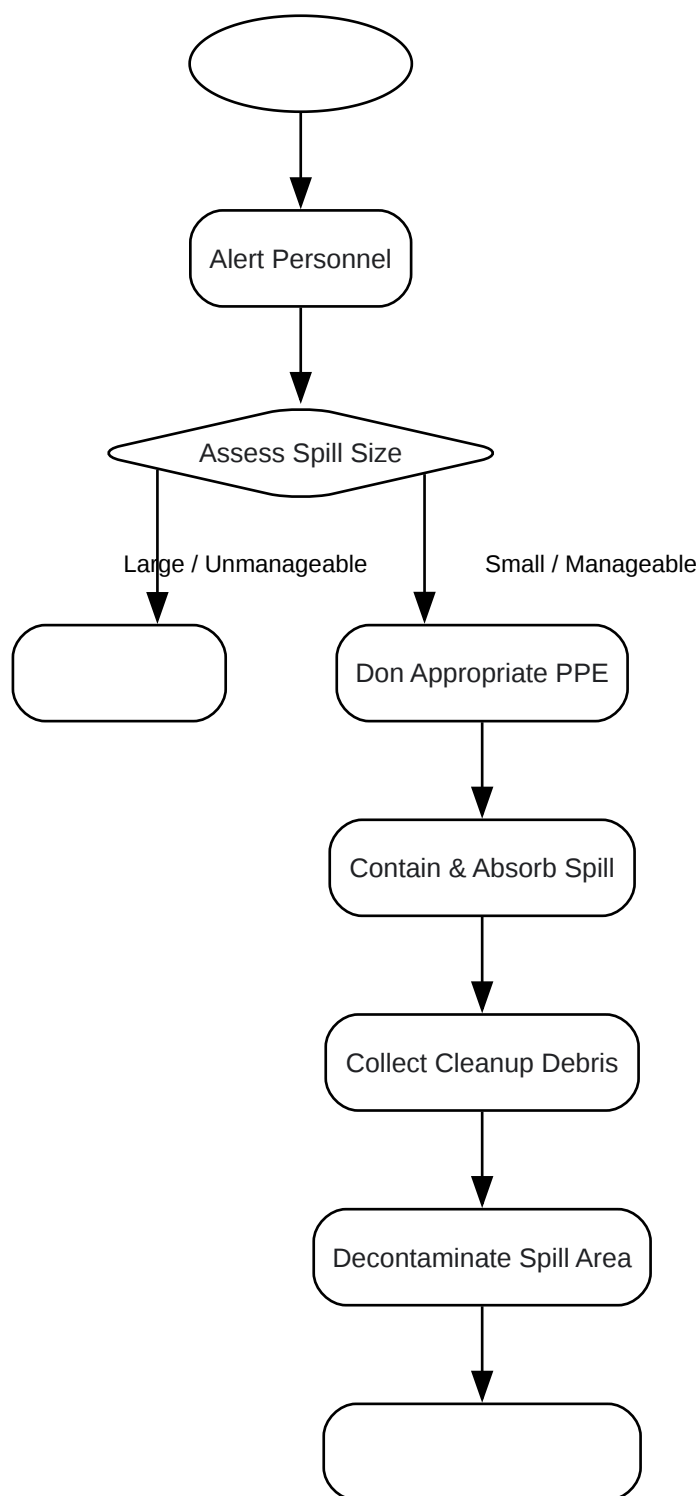 Alert Personnel
Assess Spill Size
Large / Unmanageable
Small / Manageable
Don Appropriate PPE
Contain & Absorb Spill
Collect Cleanup Debris
Decontaminate Spill Area